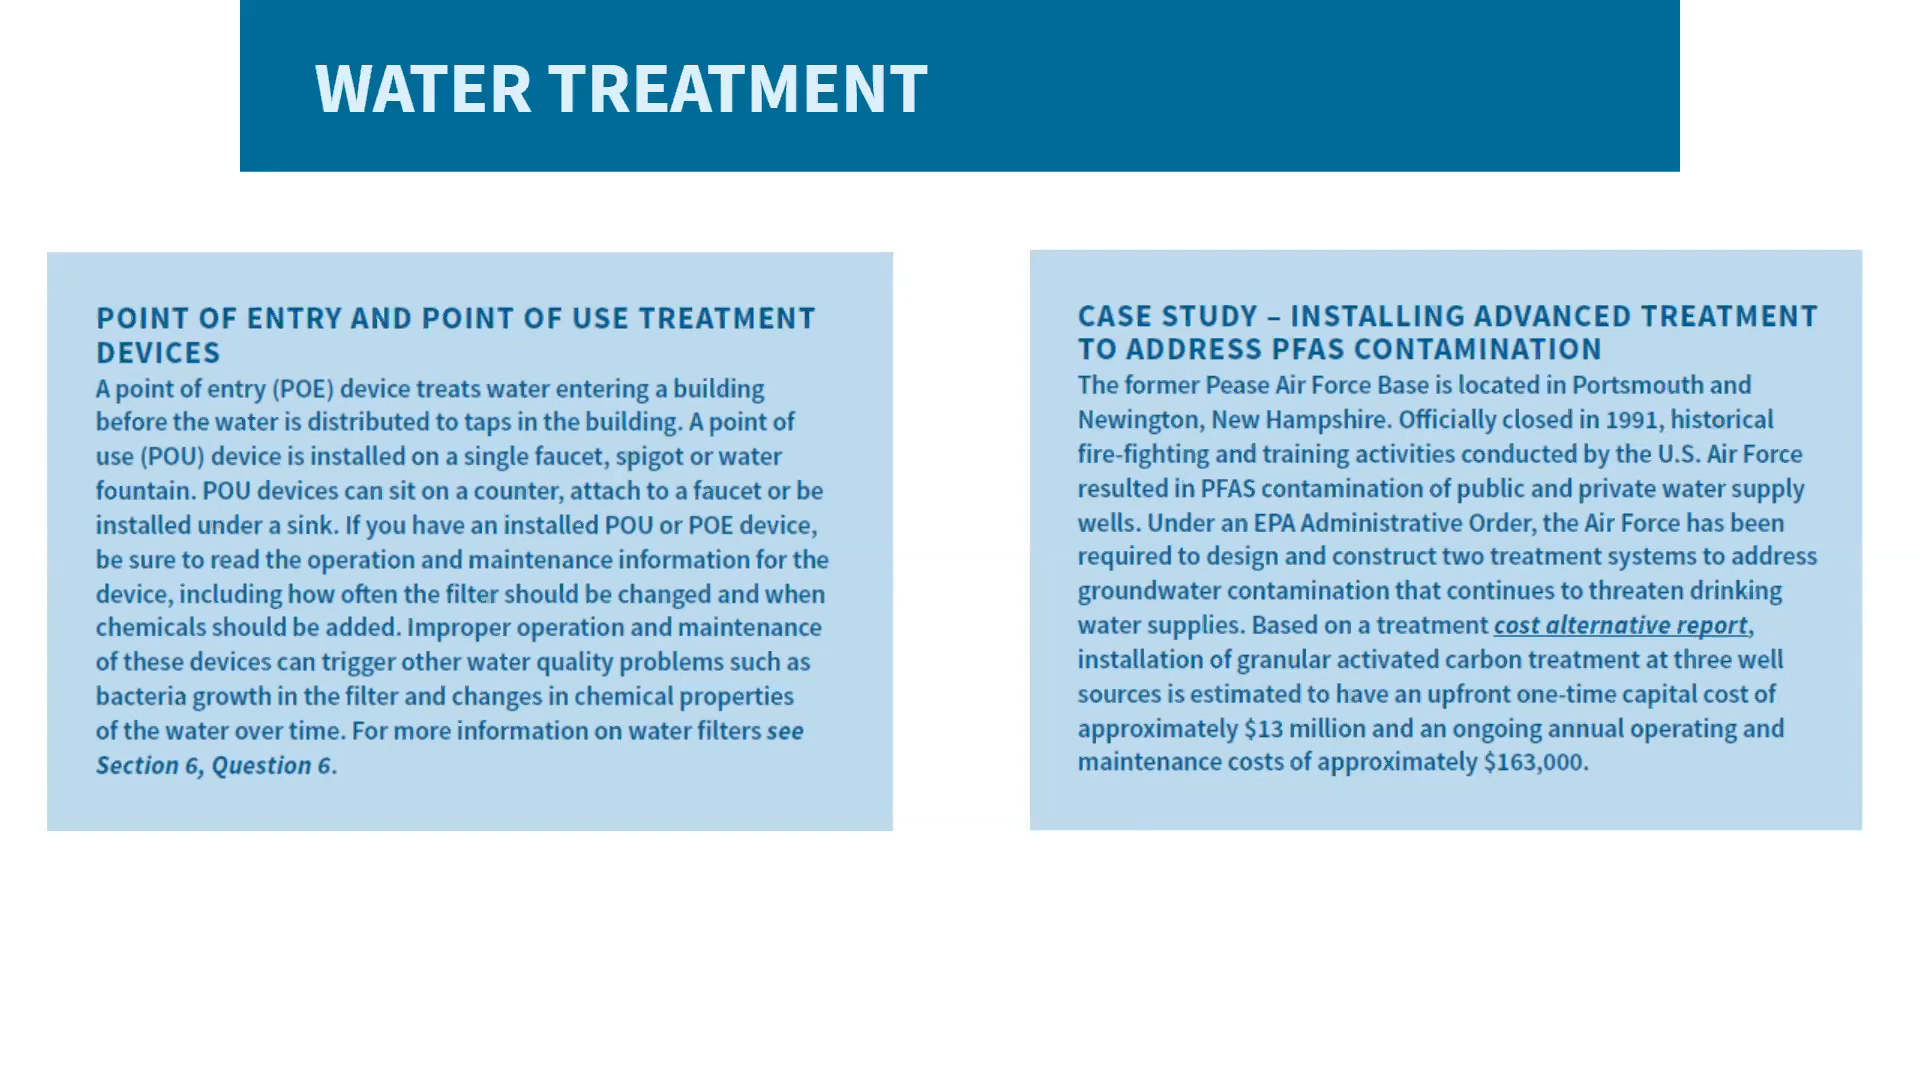 WATER TREATMENT
POINT OF ENTRY AND POINT OF USE TREATMENT
DEVICES
A point of entry (POE) device treats water entering a building
before the water is distributed to taps in the building. A point of
use (POU) device is installed on a single faucet, spigot or water
fountain. POU devices can sit on a counter, attach to a faucet or be
installed under a sink. If you have an installed POU or POE device,
be sure to read the operation and maintenance information for the
device, including how often the filter should be changed and when
chemicals should be added. Improper operation and maintenance
of these devices can trigger other water quality problems such as
bacteria growth in the filter and changes in chemical properties
of the water over time. For more information on water filters see
Section 6, Question 6.
CASE STUDY – INSTALLING ADVANCED TREATMENT
TO ADDRESS PFAS CONTAMINATION
The former Pease Air Force Base is located in Portsmouth and
Newington, New Hampshire. Officially closed in 1991, historical
fire-fighting and training activities conducted by the U.S. Air Force
resulted in PFAS contamination of public and private water supply
wells. Under an EPA Administrative Order, the Air Force has been
required to design and construct two treatment systems to address
groundwater contamination that continues to threaten drinking
water supplies. Based on a treatment cost alternative report,
installation of granular activated carbon treatment at three well
sources is estimated to have an upfront one-time capital cost of
approximately $13 million and an ongoing annual operating and
maintenance costs of approximately $163,000.